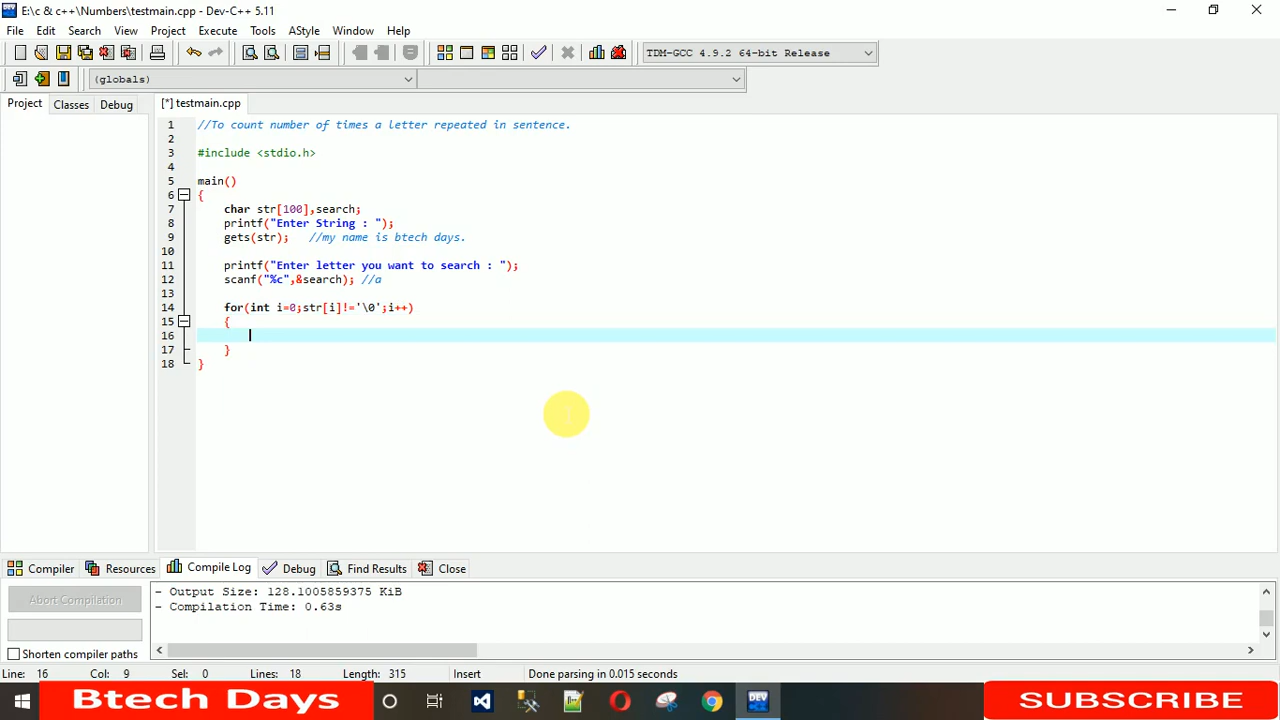 E:\c & c++\Numbers\testmain.cpp - Dev-C++ 5.11
File Edit Search View Project Execute Tools AStyle Window Help
TDM-GCC 4.9.2 64-bit Release
(globals)
Project Classes Debug [*] testmain.cpp
1 //To count number of times a letter repeated in sentence.
2
3 #include <stdio.h>
4
5 main()
6 {
7 char str[100],search;
8 printf("Enter String : ");
9 gets(str); //my name is btech days.
10
11 printf("Enter letter you want to search : ");
12 scanf("%c",&search); //a
13
14 for(int i=0;str[i]!='\0';i++)
15 {
16
17 }
18 }
Compiler Resources Compile Log Debug Find Results Close
Abort Compilation
- Output Size: 128.1005859375 KiB
- Compilation Time: 0.63s
Shorten compiler paths
Line: 16 Col: 9 Sel: 0 Lines: 18 Length: 315 Insert Done parsing in 0.015 seconds
Btech Days
SUBSCRIBE